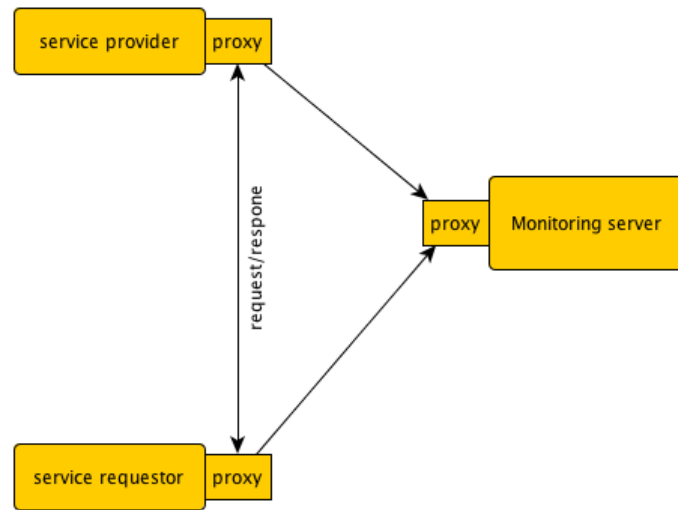 service provider
proxy
request/respone
proxy
Monitoring server
service requestor
proxy